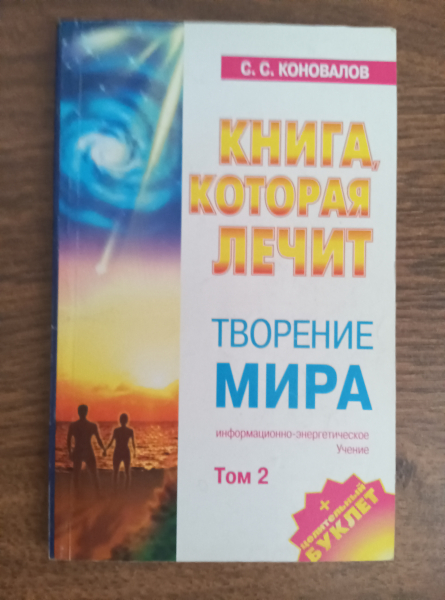 С. С. КОНОВАЛОВ
КНИГА,
КОТОРАЯ
ЛЕЧИТ
ТВОРЕНИЕ
МИРА
информационно-энергетическое
Учение
Том 2
+
целительный
БУКЛЕТ